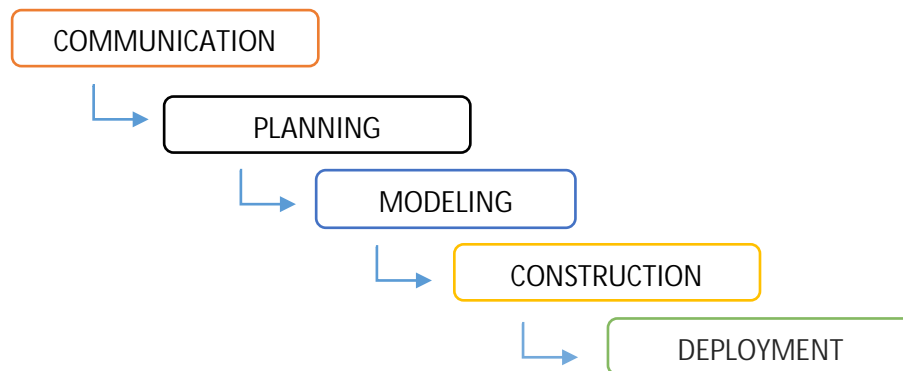 COMMUNICATION
PLANNING
MODELING
CONSTRUCTION
DEPLOYMENT